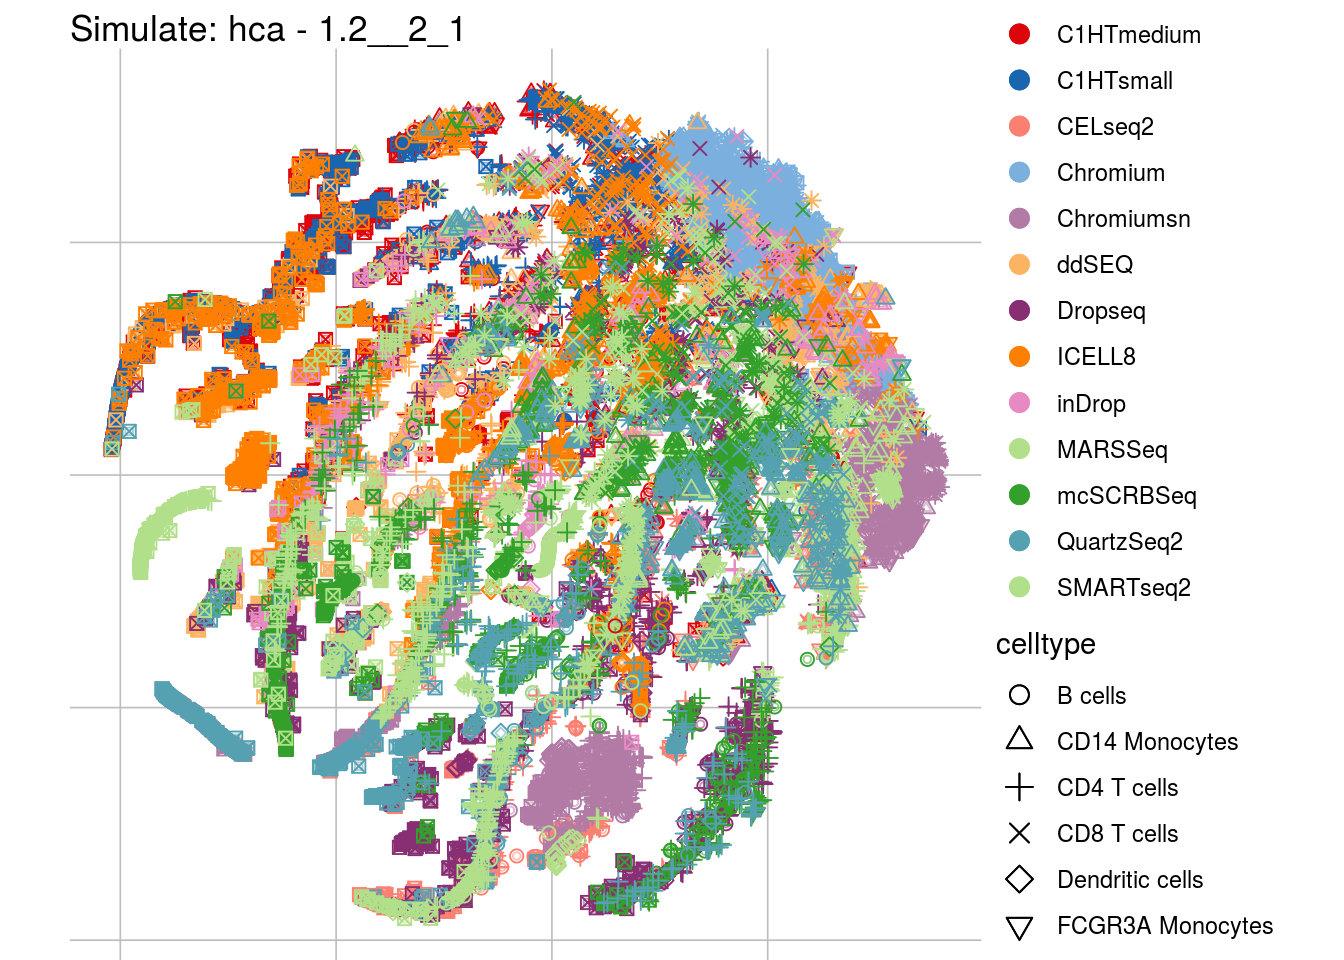 Simulate: hca - 1.2__2_1
C1HTmedium
C1HTsmall
CELseq2
Chromium
Chromiumsn
ddSEQ
Dropseq
ICELL8
inDrop
MARSSeq
mcSCRBSeq
QuartzSeq2
SMARTseq2
celltype
B cells
CD14 Monocytes
CD4 T cells
CD8 T cells
Dendritic cells
FCGR3A Monocytes